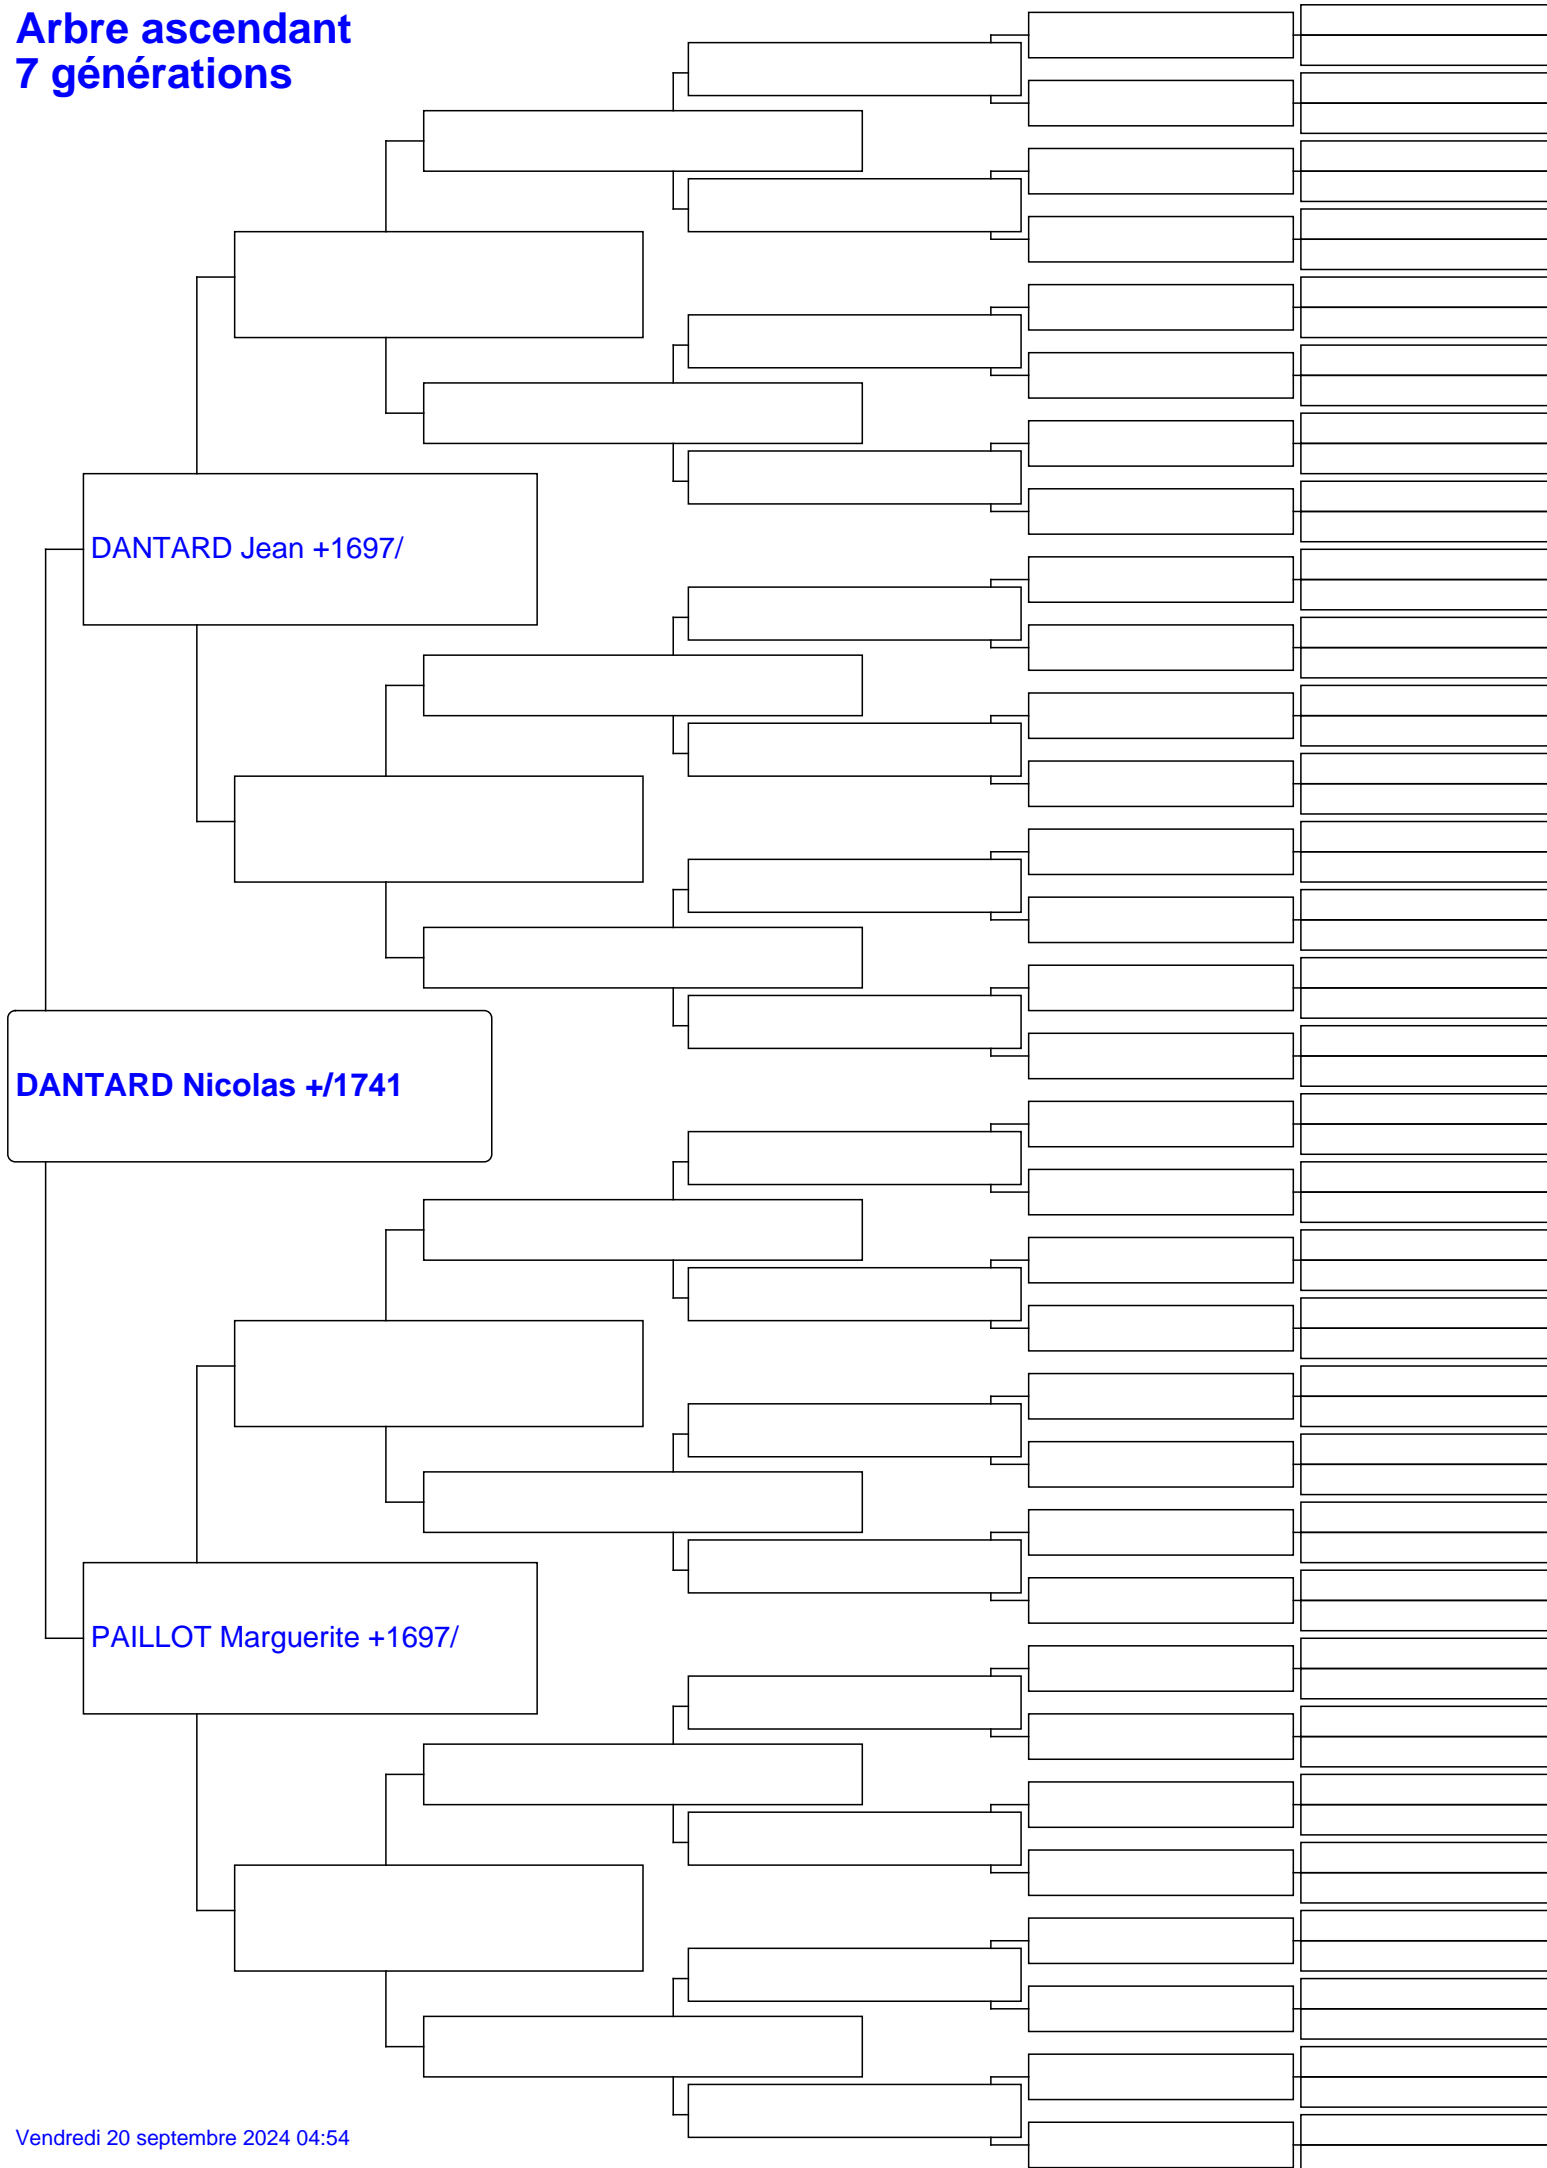 Arbre ascendant
7 générations
DANTARD Jean +1697/
DANTARD Nicolas +/1741
PAILLOT Marguerite +1697/
Vendredi 20 septembre 2024 04:54